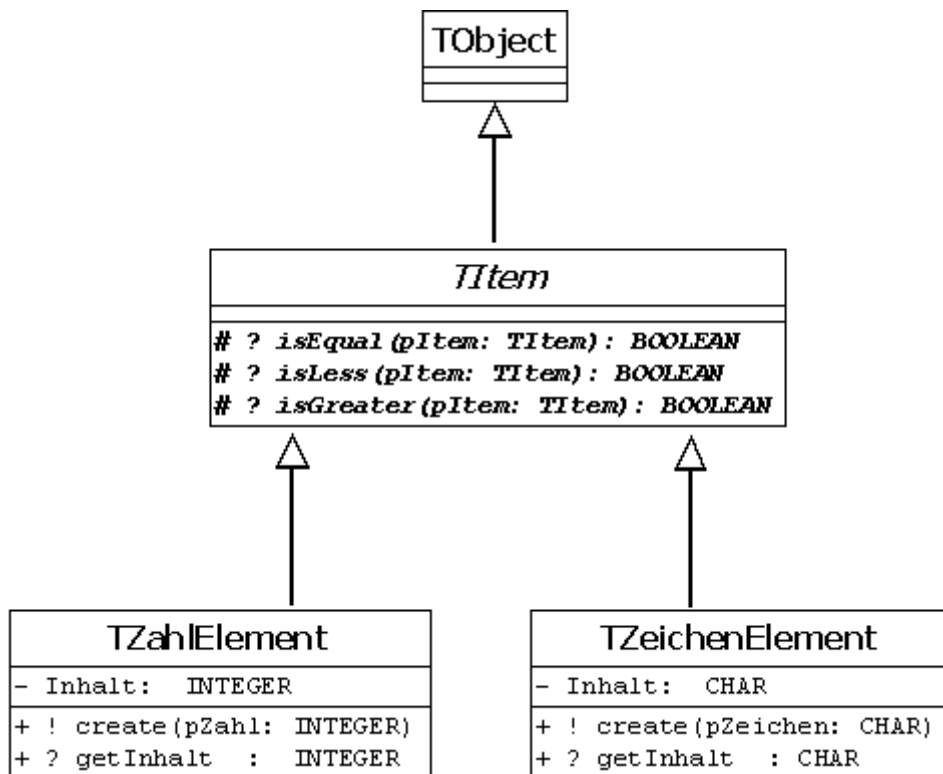 TObject
TItem
# ? isEqual(pItem: TItem): BOOLEAN
# ? isLess(pItem: TItem): BOOLEAN
# ? isGreater(pItem: TItem): BOOLEAN
TZahlElement
- Inhalt: INTEGER
+ ! create(pZahl: INTEGER)
+ ? getInhalt : INTEGER
TZeichenElement
- Inhalt: CHAR
+ ! create(pZeichen: CHAR)
+ ? getInhalt : CHAR